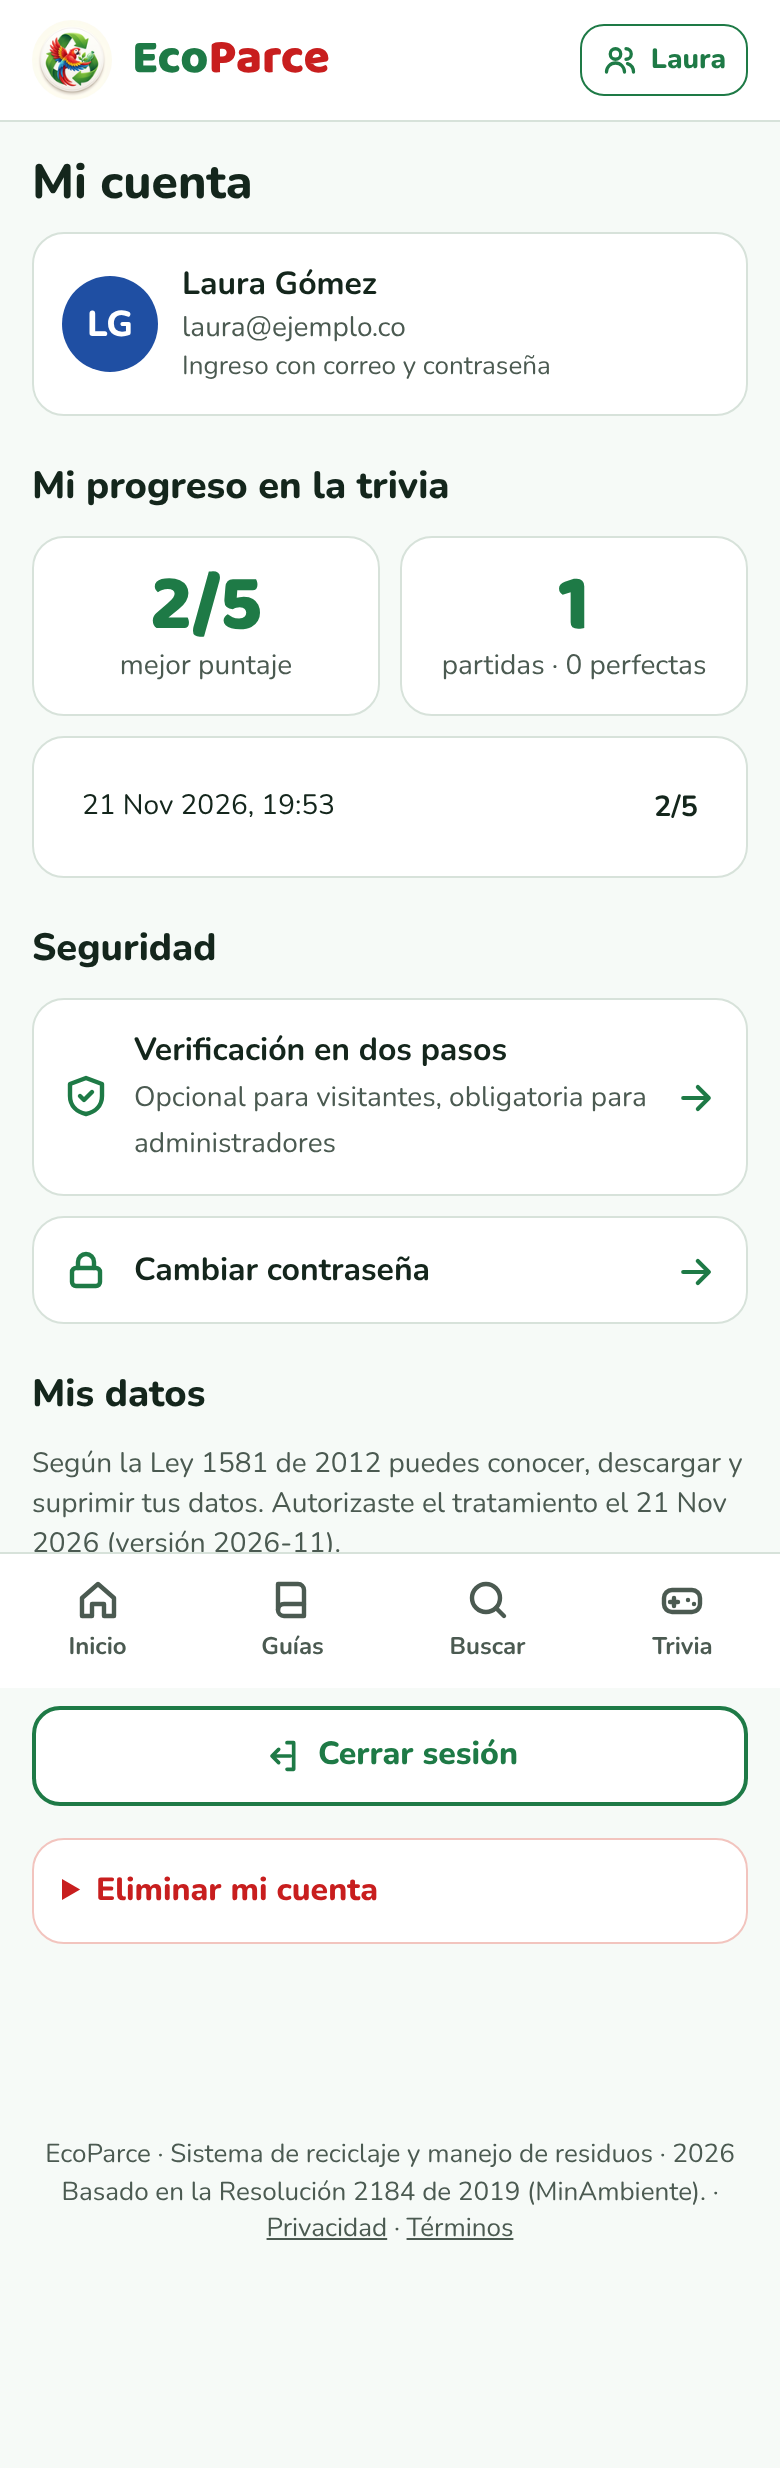 EcoParce
Laura
Mi cuenta
LG
Laura Gómez
laura@ejemplo.co
Ingreso con correo y contraseña
Mi progreso en la trivia
2/5
mejor puntaje
1
partidas · 0 perfectas
21 Nov 2026, 19:53
2/5
Seguridad
Verificación en dos pasos
Opcional para visitantes, obligatoria para
administradores
Cambiar contraseña
Mis datos
Según la Ley 1581 de 2012 puedes conocer, descargar y
suprimir tus datos. Autorizaste el tratamiento el 21 Nov
2026 (versión 2026-11).
Inicio
Guías
Buscar
Trivia
Cerrar sesión
Eliminar mi cuenta
EcoParce · Sistema de reciclaje y manejo de residuos · 2026
Basado en la Resolución 2184 de 2019 (MinAmbiente). ·
Privacidad · Términos